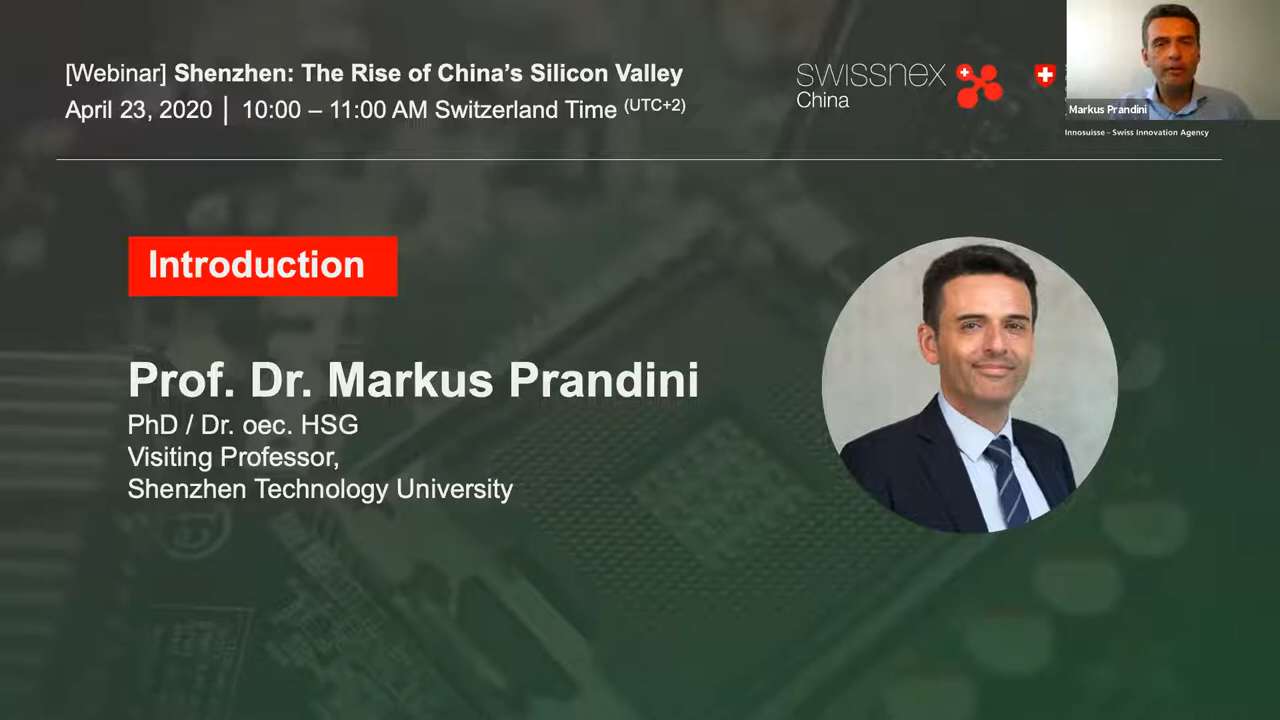 [Webinar] Shenzhen: The Rise of China's Silicon Valley
April 23, 2020 | 10:00 – 11:00 AM Switzerland Time (UTC+2)
swissnex
China
Markus Prandini
Innosuisse – Swiss Innovation Agency
Introduction
Prof. Dr. Markus Prandini
PhD / Dr. oec. HSG
Visiting Professor,
Shenzhen Technology University